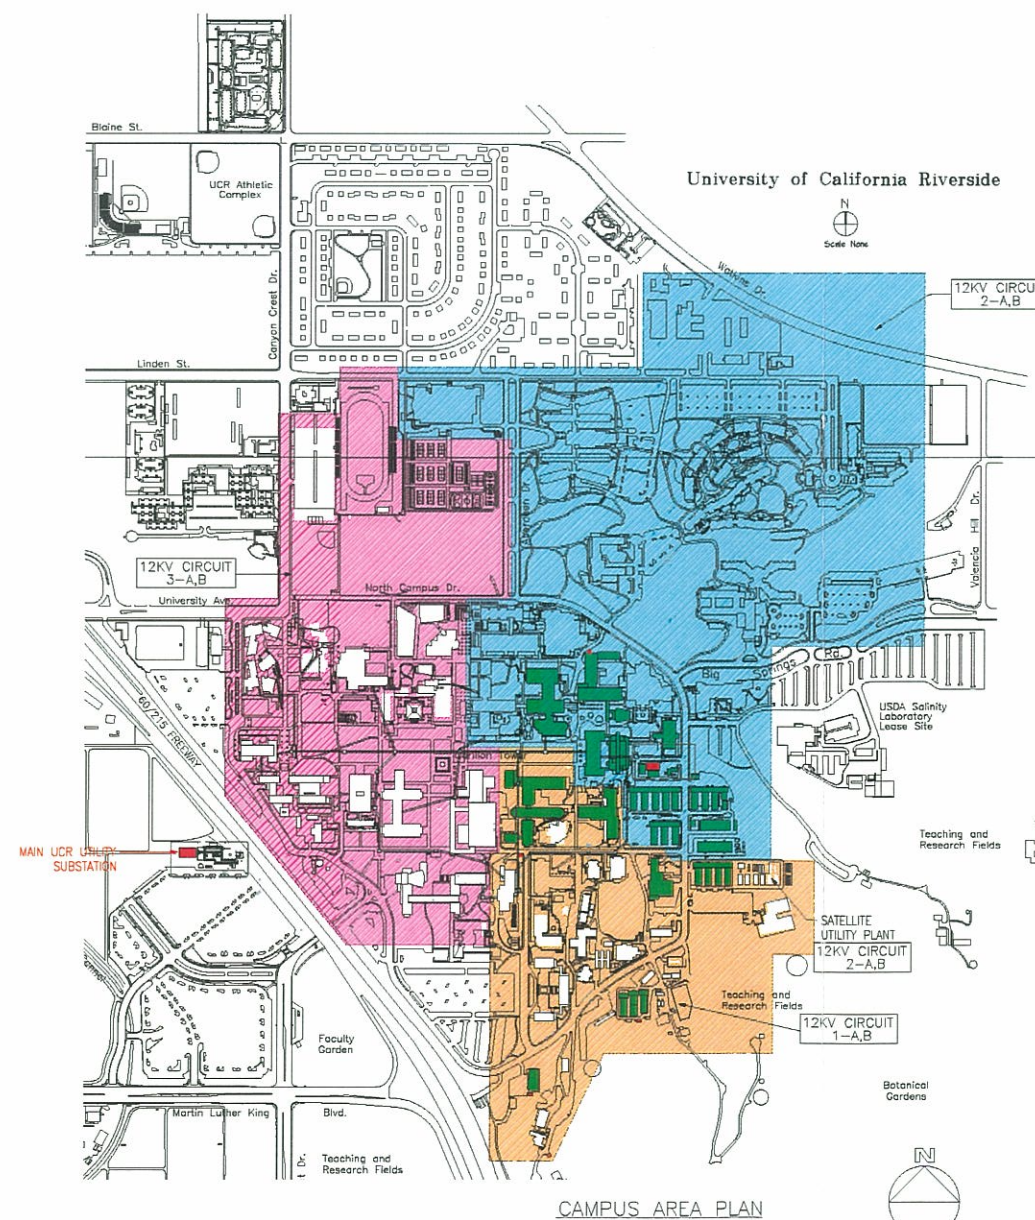 Blaine St.
UCR Athletic
Complex
University of California Riverside
N
Scale None
Watkins Dr.
12KV CIRCU
2-A,B
Canyon Crest Dr.
Linden St.
Valencia Hill Dr.
12KV CIRCUIT
3-A,B
University Ave
North Campus Dr.
Big Springs Rd.
60/215 FREEWAY
USDA Salinity
Laboratory
Lease Site
MAIN UCR UTILITY
SUBSTATION
Teaching and
Research Fields
SATELLITE
UTILITY PLANT
12KV CIRCUIT
2-A,B
Teaching and
Research Fields
12KV CIRCUIT
1-A,B
Faculty
Garden
Botanical
Gardens
Martin Luther King Blvd.
Teaching and
Research Fields
t Dr.
N
CAMPUS AREA PLAN